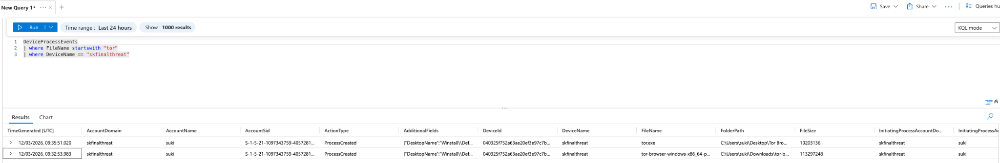 New Query 1* ··· × +
Save Share ··· Queries hu
Run Time range : Last 24 hours Show : 1000 results KQL mode
1 DeviceProcessEvents
2 | where FileName startswith "tor"
3 | where DeviceName == "skfinalthreat"
...
Results Chart
TimeGenerated [UTC] AccountDomain AccountName AccountSid ActionType AdditionalFields DeviceId DeviceName FileName FolderPath FileSize InitiatingProcessAccountDo... InitiatingProcessAc
12/03/2026, 09:35:51.020 skfinalthreat suki S-1-5-21-1097343759-4057281... ProcessCreated {"DesktopName":"Winsta0\\Def... 040325f752a63ae20ef3e97c7b... skfinalthreat tor.exe C:\Users\suki\Desktop\Tor Bro... 10203136 skfinalthreat suki
12/03/2026, 09:32:53.983 skfinalthreat suki S-1-5-21-1097343759-4057281... ProcessCreated {"DesktopName":"Winsta0\\Def... 040325f752a63ae20ef3e97c7b... skfinalthreat tor-browser-windows-x86_64-p... C:\Users\suki\Downloads\tor-b... 113297248 skfinalthreat suki